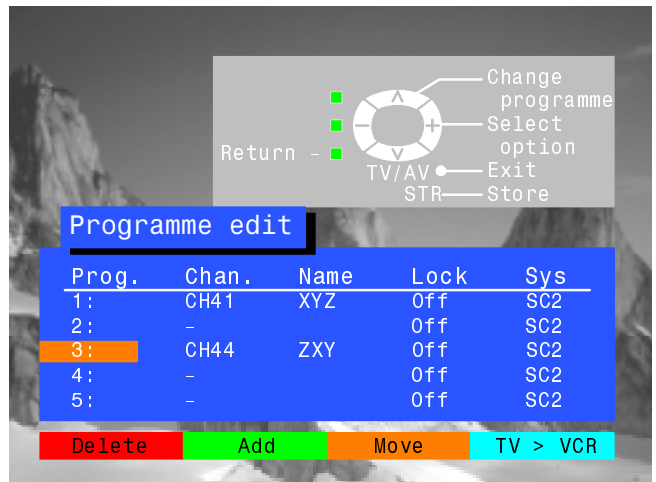 Change
programme
Select
option
Return –
TV/AV Exit
STR Store
Programme edit
Prog. Chan. Name Lock Sys
1: CH41 XYZ Off SC2
2: – Off SC2
3: CH44 ZXY Off SC2
4: – Off SC2
5: – Off SC2
Delete Add Move TV > VCR